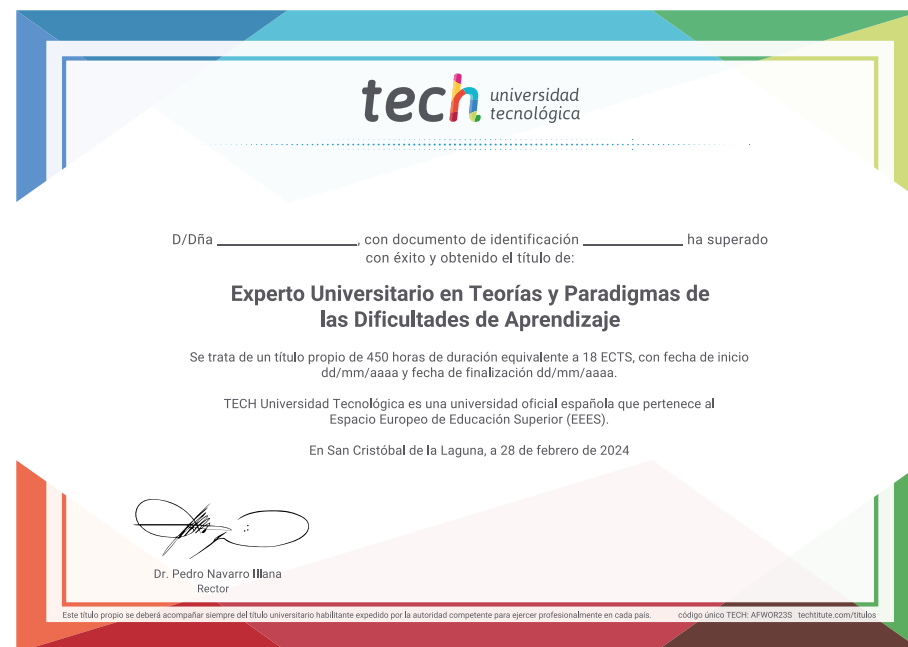 tech universidad
tecnológica
D/Dña ____________________, con documento de identificación ______________ ha superado
con éxito y obtenido el título de:
Experto Universitario en Teorías y Paradigmas de
las Dificultades de Aprendizaje
Se trata de un título propio de 450 horas de duración equivalente a 18 ECTS, con fecha de inicio
dd/mm/aaaa y fecha de finalización dd/mm/aaaa.
TECH Universidad Tecnológica es una universidad oficial española que pertenece al
Espacio Europeo de Educación Superior (EEES).
En San Cristóbal de la Laguna, a 28 de febrero de 2024
Dr. Pedro Navarro Illana
Rector
Este título propio se deberá acompañar siempre del título universitario habilitante expedido por la autoridad competente para ejercer profesionalmente en cada país. código único TECH: AFWOR23S techtitute.com/titulos